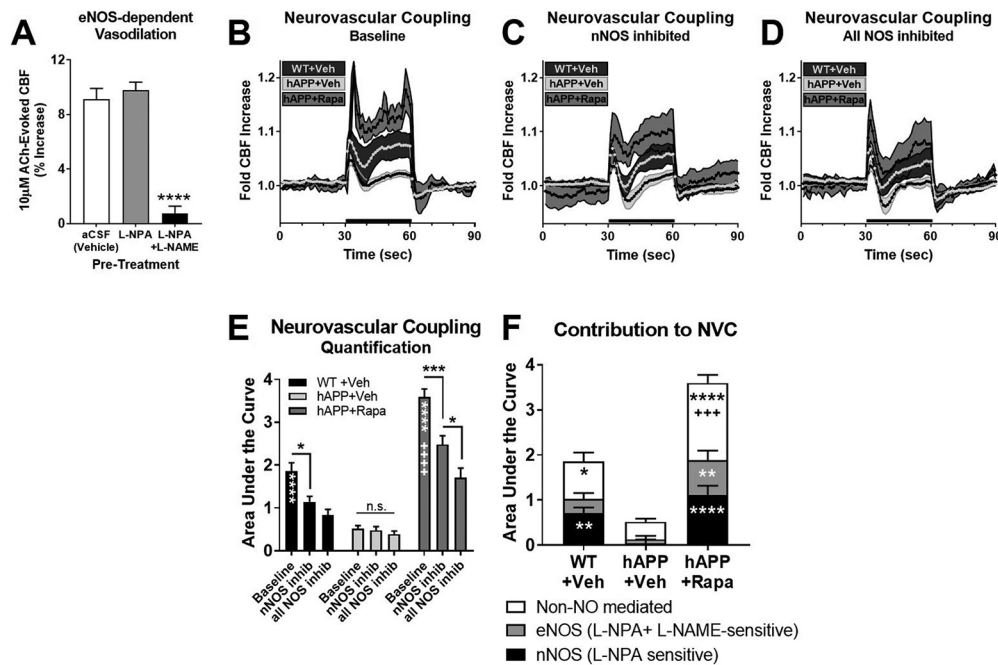 A
eNOS-dependent
Vasodilation
10µM ACh-Evoked CBF
(% Increase)
12
9
6
3
0
****
aCSF
(Vehicle)
L-NPA
L-NPA
+L-NAME
Pre-Treatment
B
Neurovascular Coupling
Baseline
WT+Veh
hAPP+Veh
hAPP+Rapa
Fold CBF Increase
1.2
1.1
1.0
0
30
60
90
Time (sec)
C
Neurovascular Coupling
nNOS inhibited
WT+Veh
hAPP+Veh
hAPP+Rapa
Fold CBF Increase
1.2
1.1
1.0
0
30
60
90
Time (sec)
D
Neurovascular Coupling
All NOS inhibited
WT+Veh
hAPP+Veh
hAPP+Rapa
Fold CBF Increase
1.2
1.1
1.0
0
30
60
90
Time (sec)
E
Neurovascular Coupling
Quantification
Area Under the Curve
4
3
2
1
0
WT +Veh
hAPP+Veh
hAPP+Rapa
*
****
n.s.
***
*
**** ++++
Baseline
nNOS inhib
all NOS inhib
Baseline
nNOS inhib
all NOS inhib
Baseline
nNOS inhib
all NOS inhib
F
Contribution to NVC
Area Under the Curve
4
3
2
1
0
*
**
****
+++
**
****
WT
+Veh
hAPP
+Veh
hAPP
+Rapa
Non-NO mediated
eNOS (L-NPA+ L-NAME-sensitive)
nNOS (L-NPA sensitive)